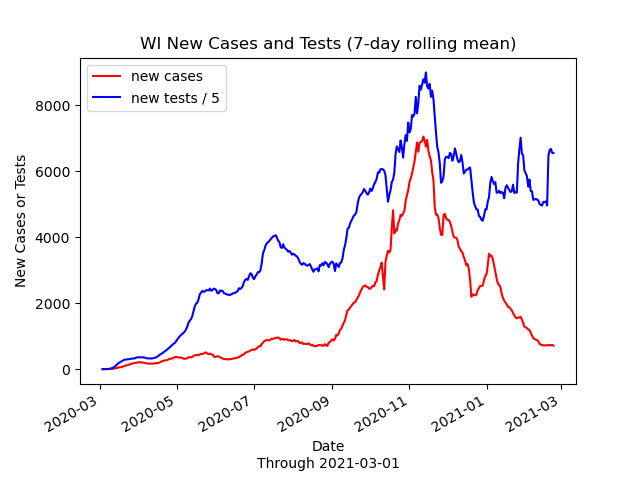 WI New Cases and Tests (7-day rolling mean)
new cases
new tests / 5
New Cases or Tests
8000
6000
4000
2000
0
2020-03
2020-05
2020-07
2020-09
2020-11
2021-01
2021-03
Date
Through 2021-03-01